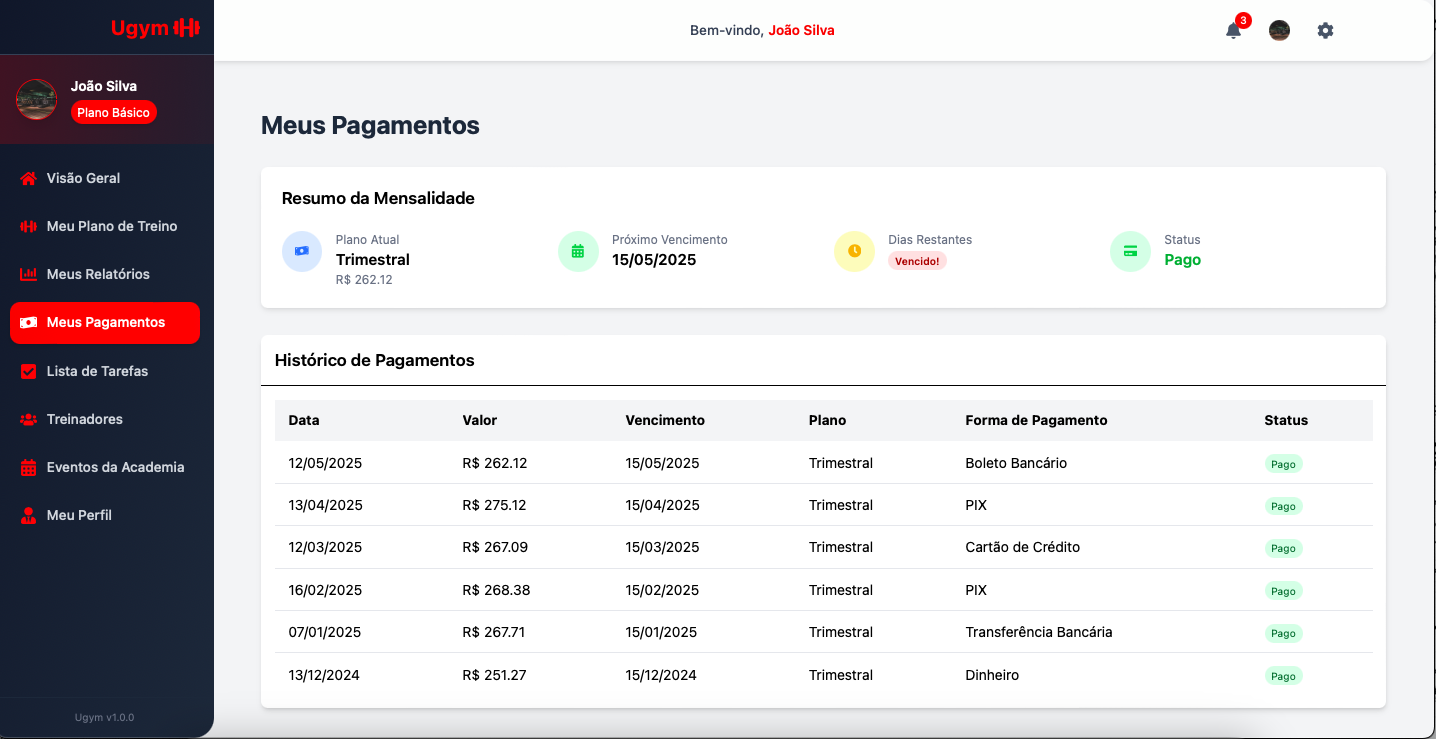 Ugym
Bem-vindo, João Silva
3
João Silva
Plano Básico
Visão Geral
Meu Plano de Treino
Meus Relatórios
Meus Pagamentos
Lista de Tarefas
Treinadores
Eventos da Academia
Meu Perfil
Ugym v1.0.0
Meus Pagamentos
Resumo da Mensalidade
Plano Atual
Trimestral
R$ 262.12
Próximo Vencimento
15/05/2025
Dias Restantes
Vencido!
Status
Pago
Histórico de Pagamentos
Data Valor Vencimento Plano Forma de Pagamento Status
12/05/2025 R$ 262.12 15/05/2025 Trimestral Boleto Bancário Pago
13/04/2025 R$ 275.12 15/04/2025 Trimestral PIX Pago
12/03/2025 R$ 267.09 15/03/2025 Trimestral Cartão de Crédito Pago
16/02/2025 R$ 268.38 15/02/2025 Trimestral PIX Pago
07/01/2025 R$ 267.71 15/01/2025 Trimestral Transferência Bancária Pago
13/12/2024 R$ 251.27 15/12/2024 Trimestral Dinheiro Pago